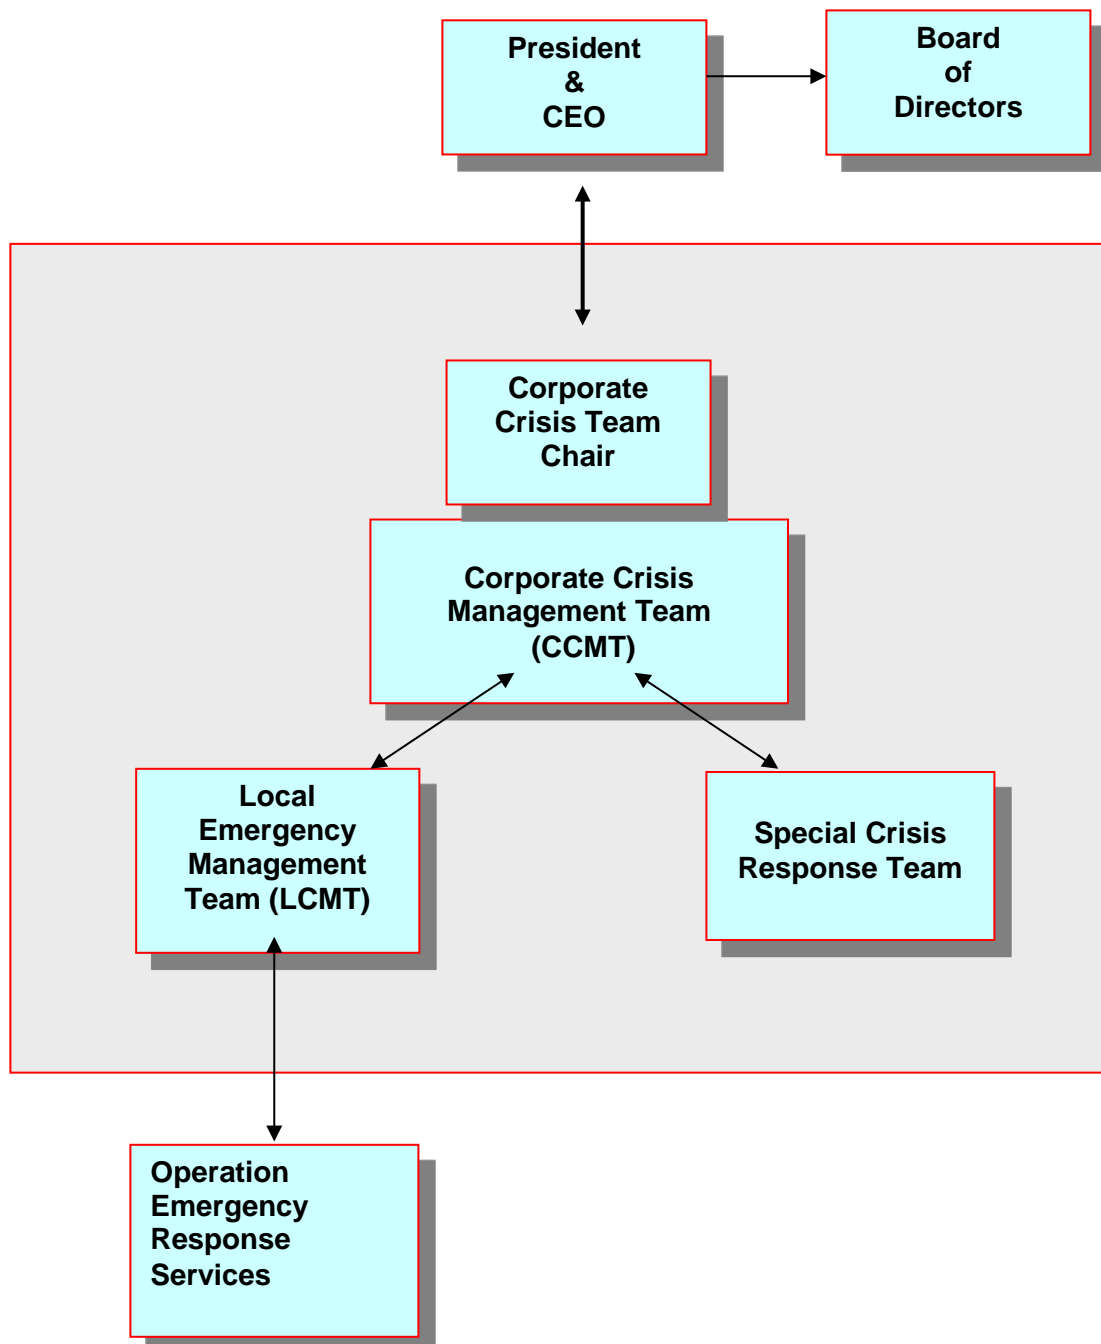 President
&
CEO
Board
of
Directors
Corporate
Crisis Team
Chair
Corporate Crisis
Management Team
(CCMT)
Local
Emergency
Management
Team (LCMT)
Special Crisis
Response Team
Operation
Emergency
Response
Services